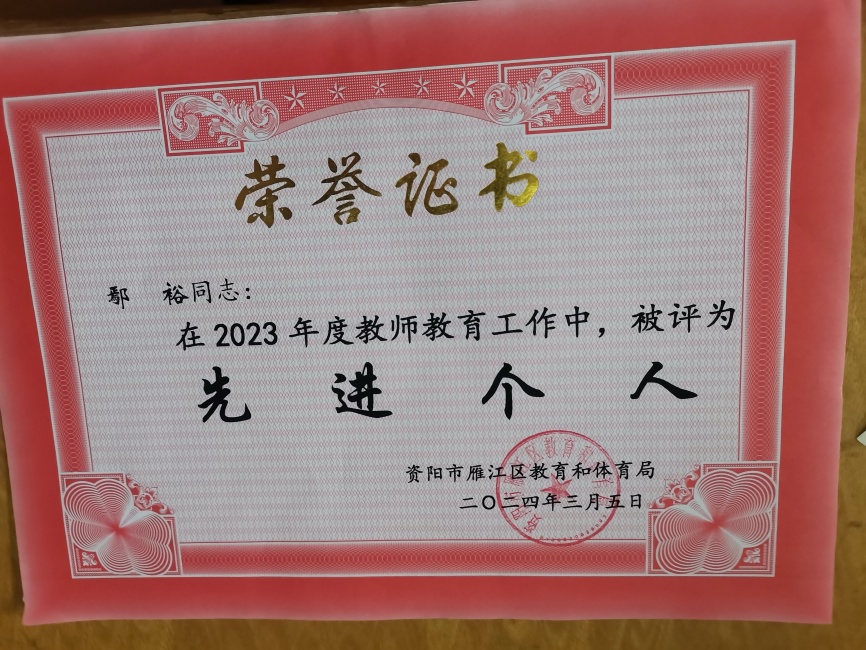 荣誉证书
鄢 裕同志：
在2023年度教师教育工作中，被评为
先进个人
资阳市雁江区教育和体育局
二〇二四年三月五日